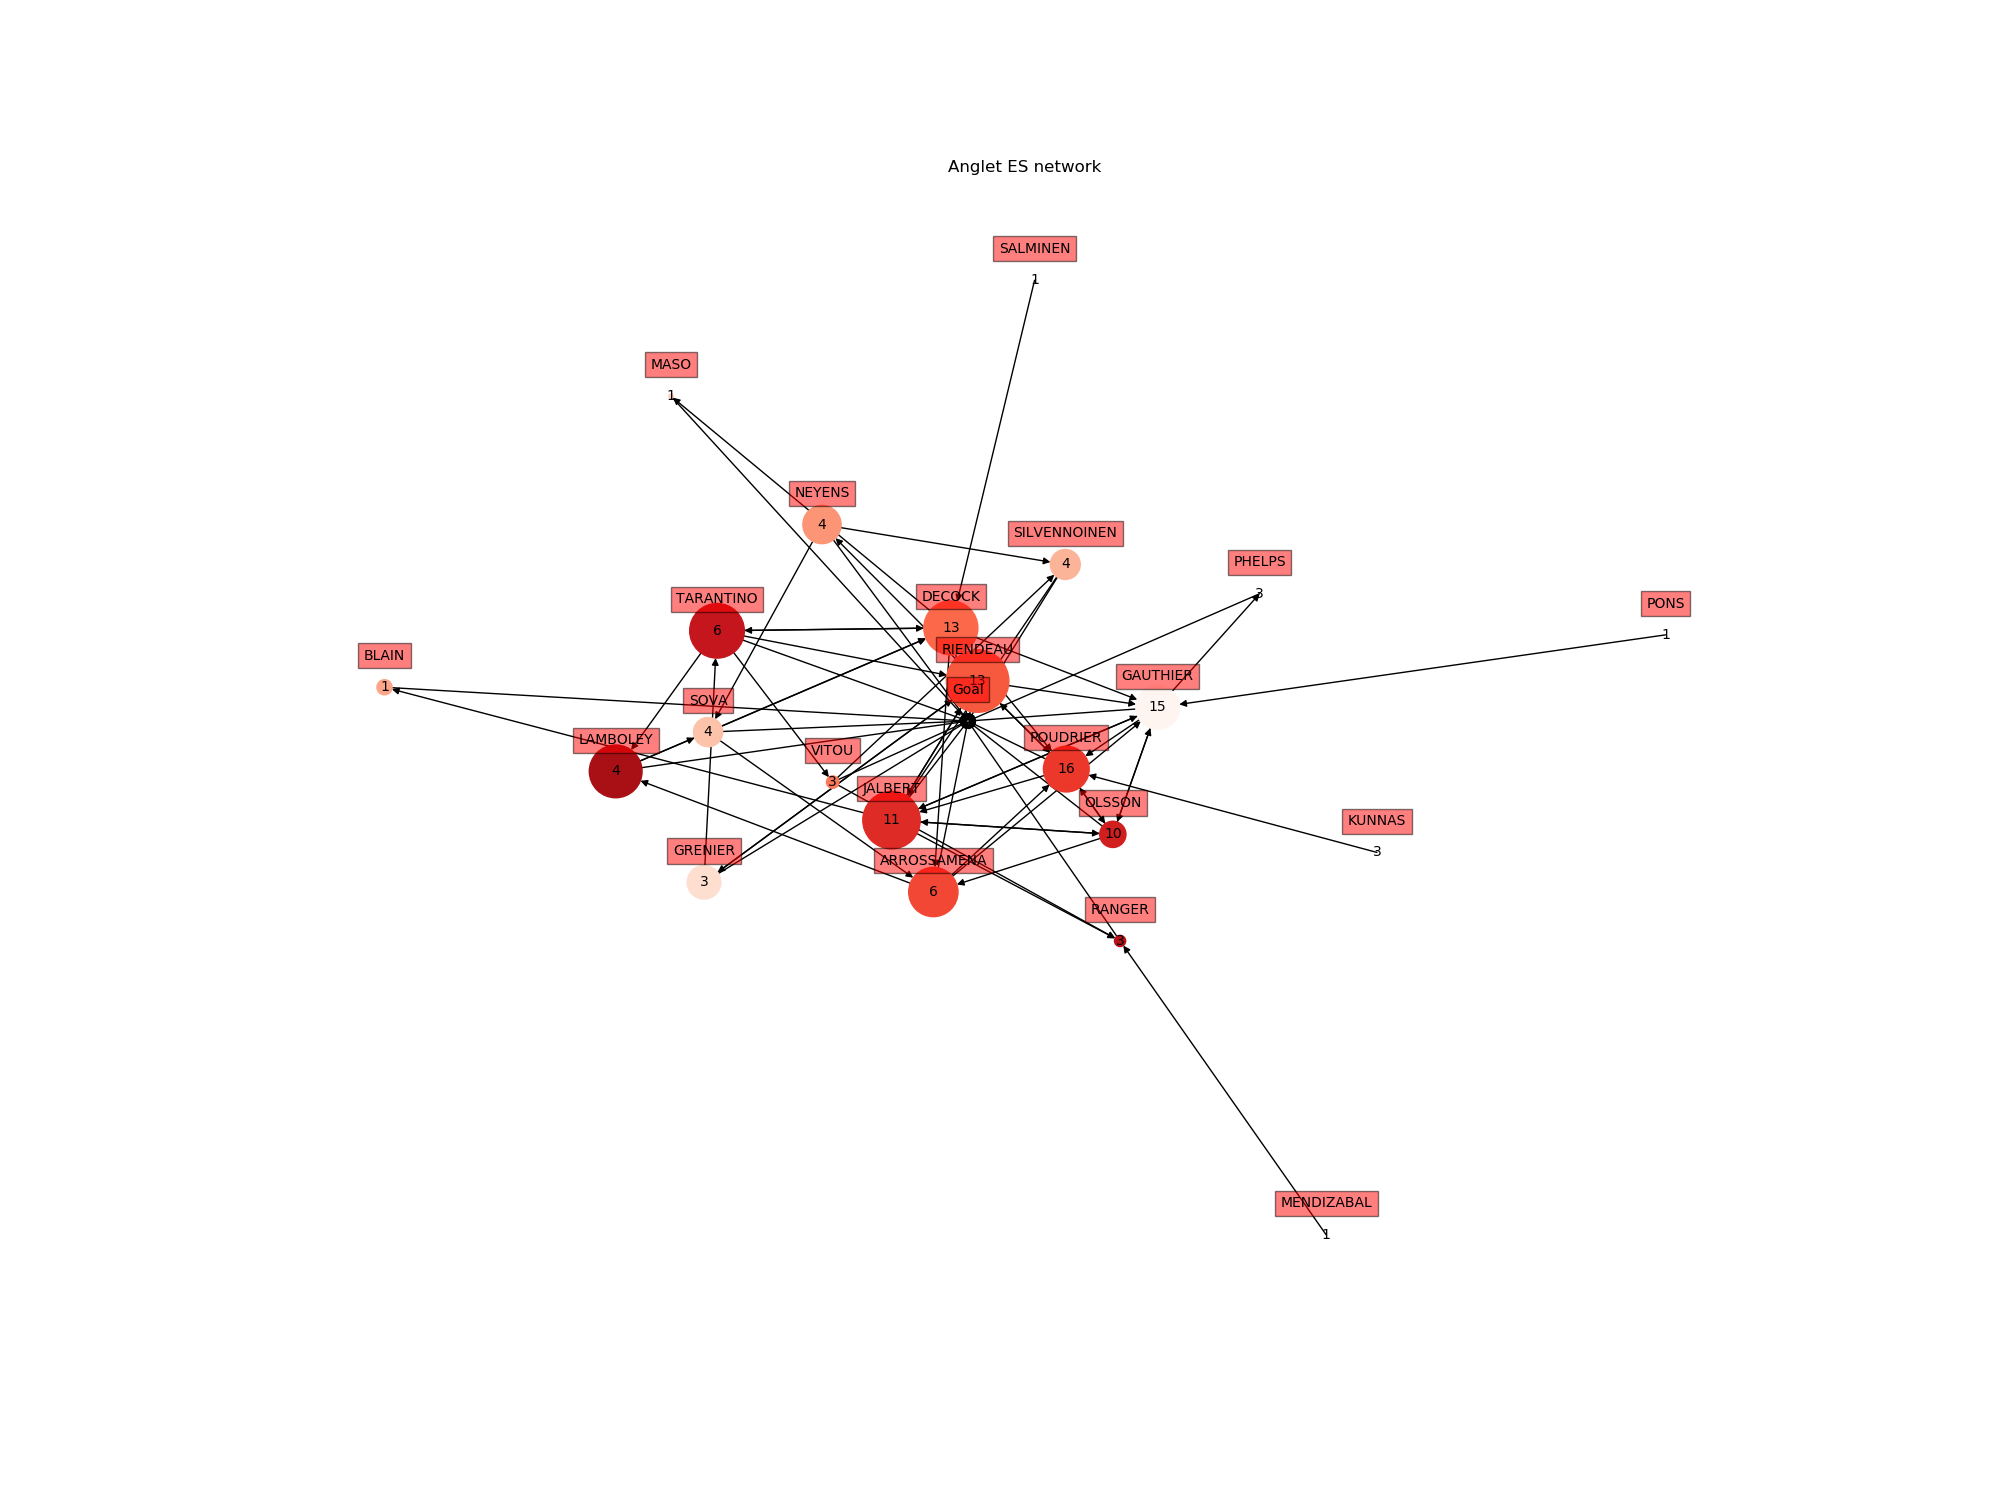 Anglet ES network
SALMINEN
1
MASO
1
NEYENS
4
SILVENNOINEN
4
PHELPS
3
PONS
1
TARANTINO
6
DECOCK
13
RIENDEAU
13
BLAIN
1
GAUTHIER
15
Goal
SOVA
4
LAMBOLEY
4
VITOU
3
POUDRIER
16
JALBERT
11
OLSSON
10
KUNNAS
3
GRENIER
3
ARROSSAMENA
6
RANGER
3
MENDIZABAL
1